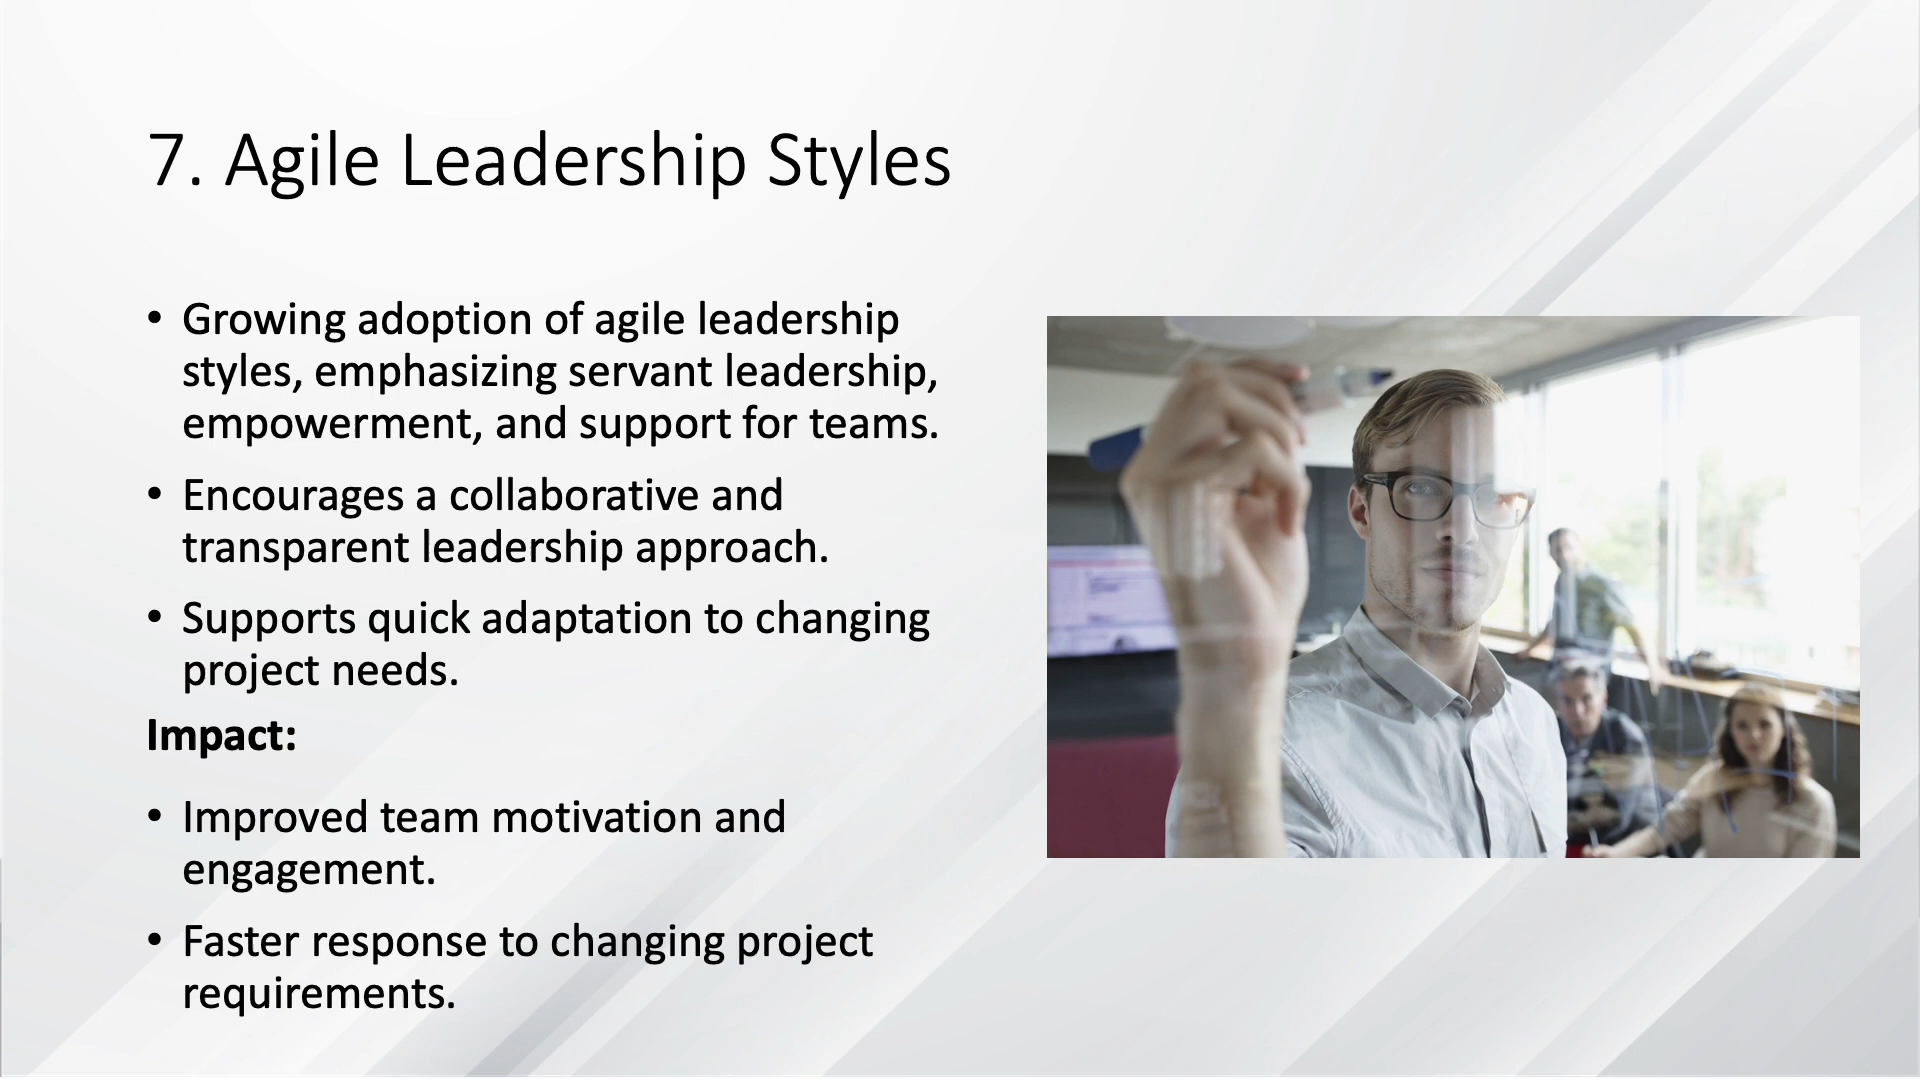 7. Agile Leadership Styles
• Growing adoption of agile leadership
styles, emphasizing servant leadership,
empowerment, and support for teams.
• Encourages a collaborative and
transparent leadership approach.
• Supports quick adaptation to changing
project needs.
Impact:
• Improved team motivation and
engagement.
• Faster response to changing project
requirements.